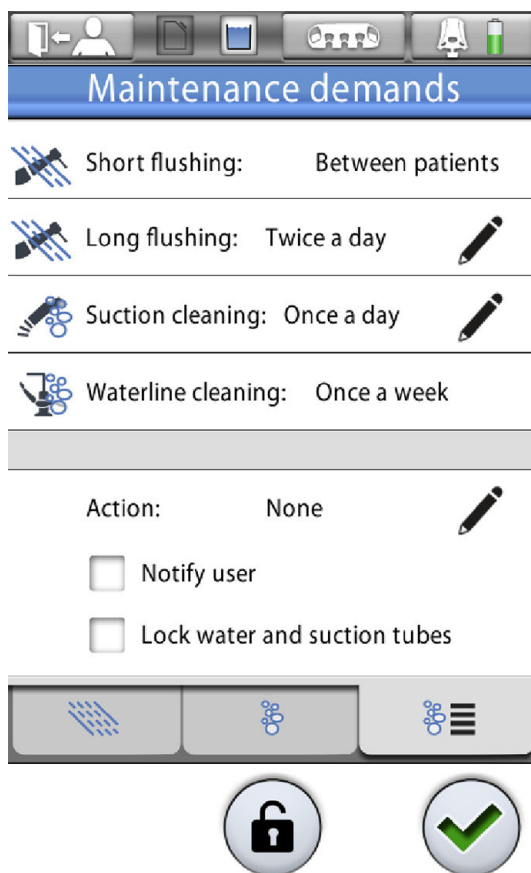 Maintenance demands
Short flushing: Between patients
Long flushing: Twice a day
Suction cleaning: Once a day
Waterline cleaning: Once a week
Action: None
Notify user
Lock water and suction tubes